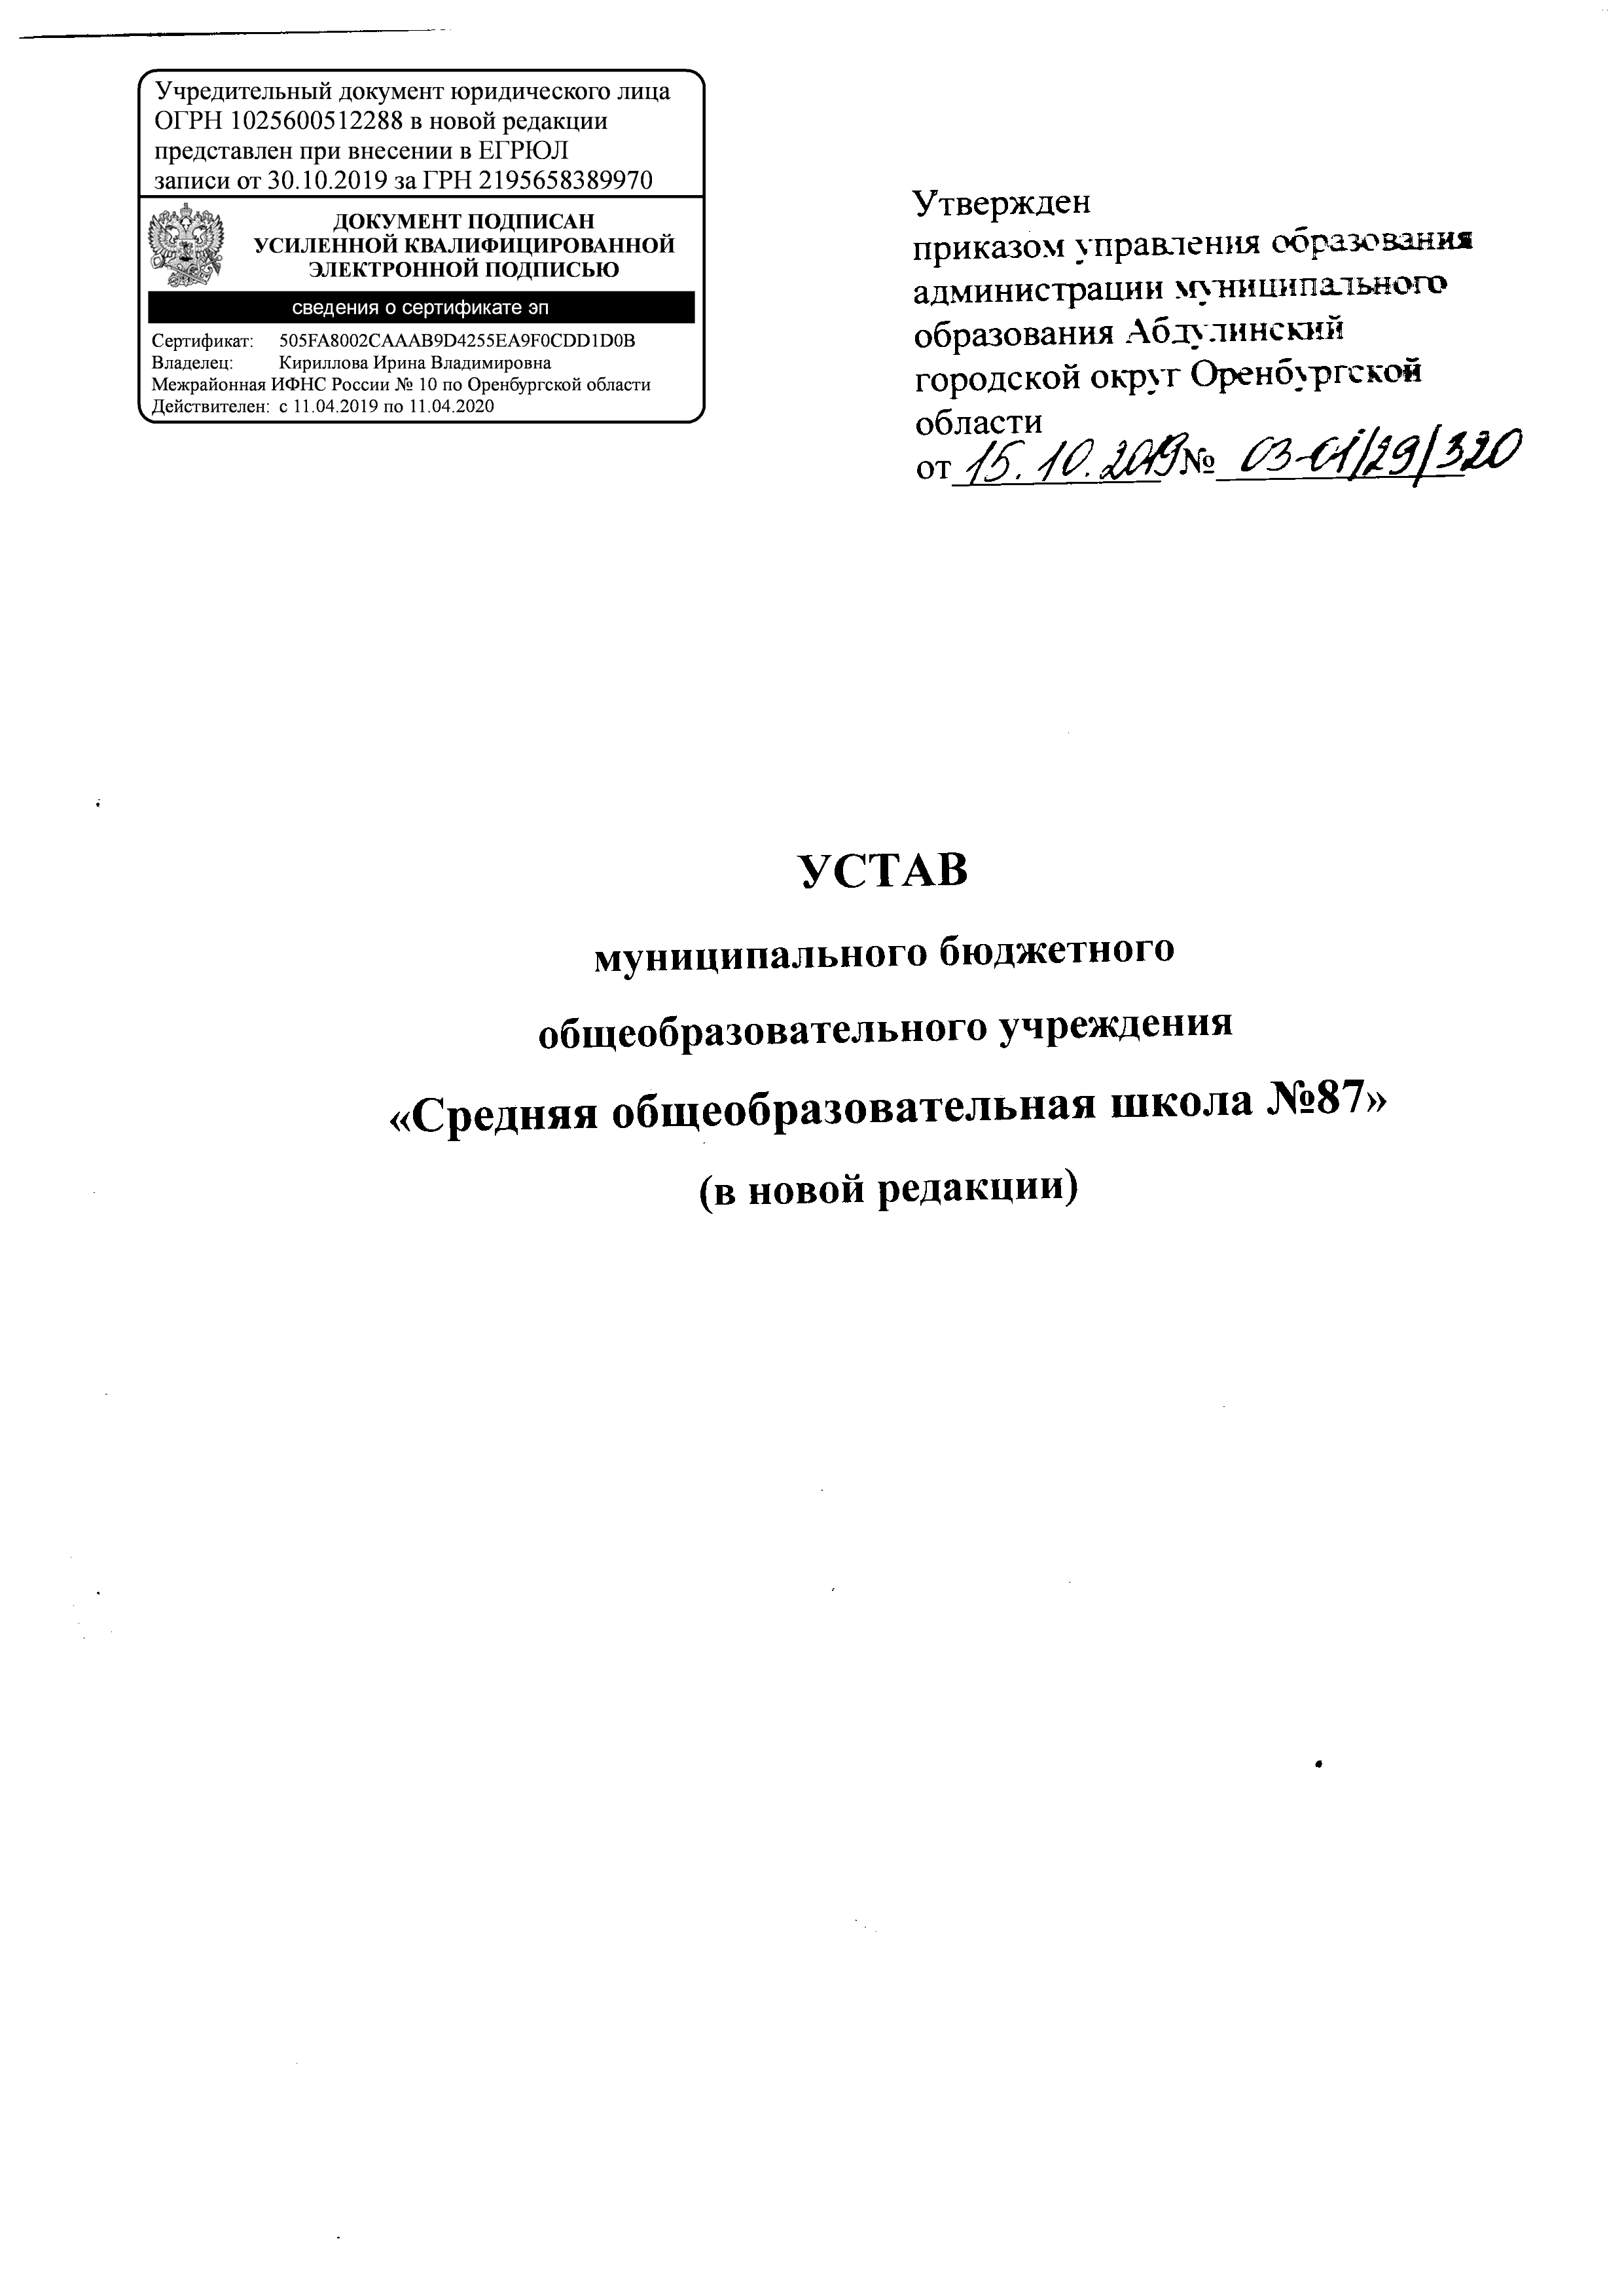 Учредительный документ юридического лица
ОГРН 1025600512288 в новой редакции
представлен при внесении в ЕГРЮЛ
записи от 30.10.2019 за ГРН 2195658389970
ДОКУМЕНТ ПОДПИСАН
УСИЛЕННОЙ КВАЛИФИЦИРОВАННОЙ
ЭЛЕКТРОННОЙ ПОДПИСЬЮ
сведения о сертификате эп
Сертификат: 505FA8002CAAAB9D4255EA9F0CDD1D0B
Владелец: Кириллова Ирина Владимировна
Межрайонная ИФНС России № 10 по Оренбургской области
Действителен: с 11.04.2019 по 11.04.2020
Утвержден
приказом управления образования
администрации муниципального
образования Абдулинский
городской округ Оренбургской
области
от 15.10.2019 № 03-01/29/320
УСТАВ
муниципального бюджетного
общеобразовательного учреждения
«Средняя общеобразовательная школа №87»
(в новой редакции)